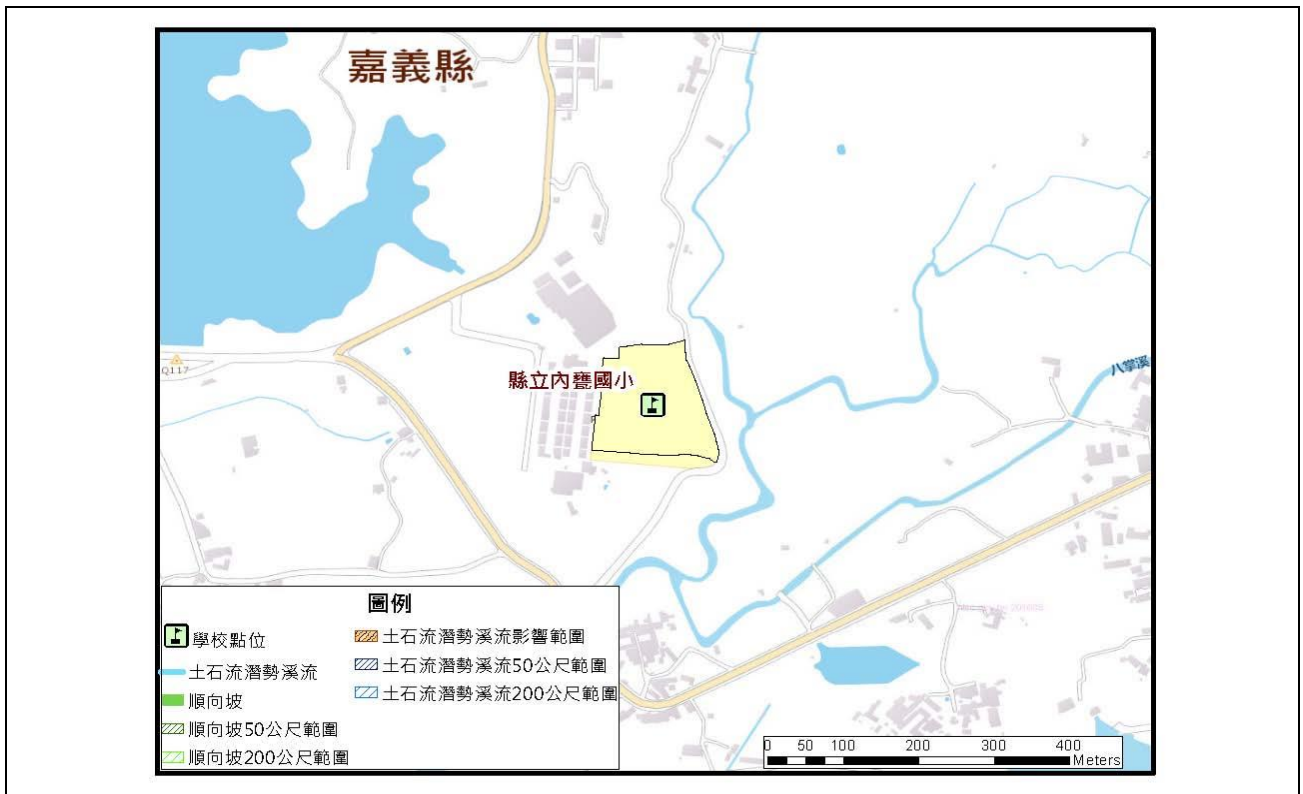 嘉義縣
Q117
縣立內甕國小
八掌溪
圖例
學校點位
土石流潛勢溪流
順向坡
順向坡50公尺範圍
順向坡200公尺範圍
土石流潛勢溪流影響範圍
土石流潛勢溪流50公尺範圍
土石流潛勢溪流200公尺範圍
0 50 100 200 300 400
Meters